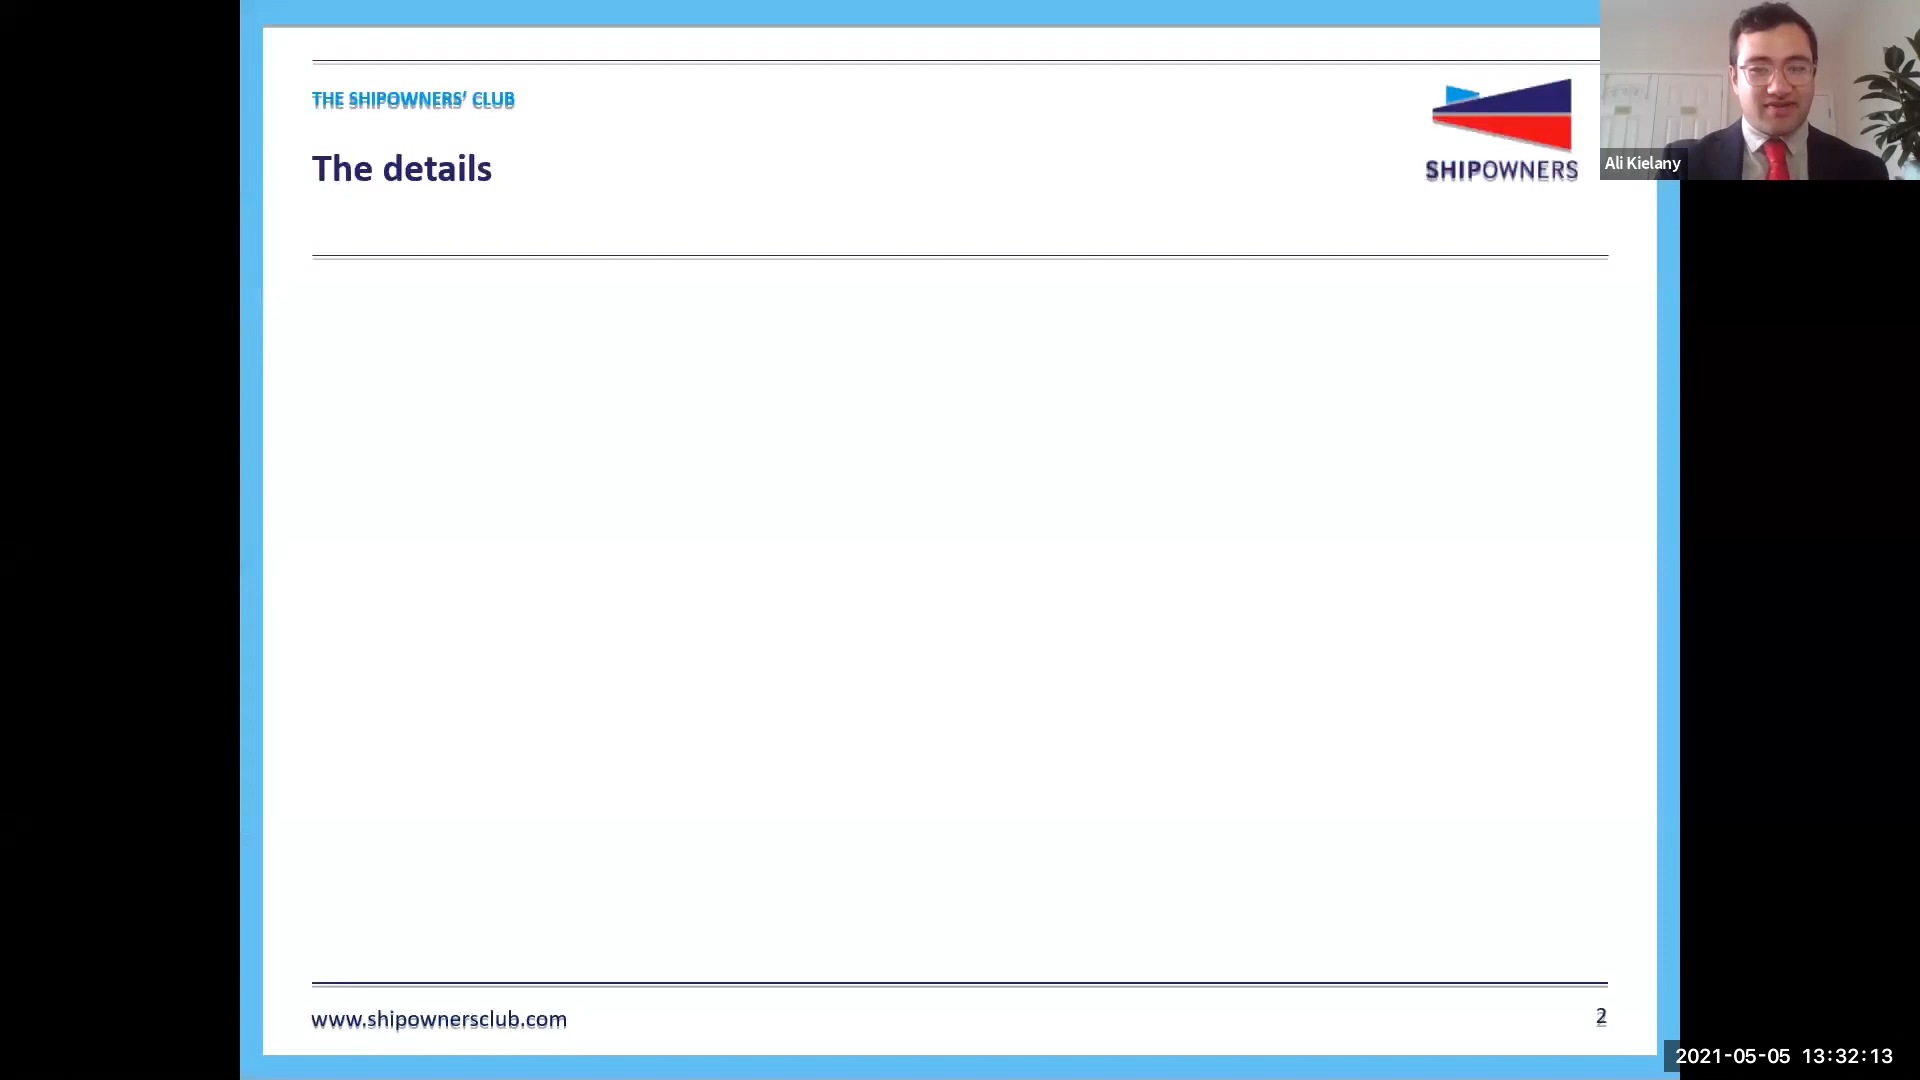 THE SHIPOWNERS' CLUB
The details
SHIPOWNERS
Ali Kielany
www.shipownersclub.com
2
2021-05-05 13:32:13